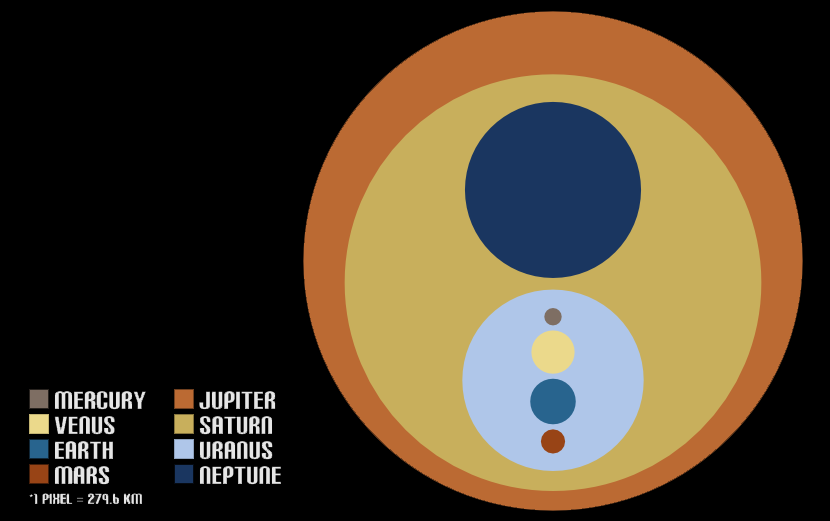 MERCURY
VENUS
EARTH
MARS
JUPITER
SATURN
URANUS
NEPTUNE
*1 PIXEL = 279.6 KM